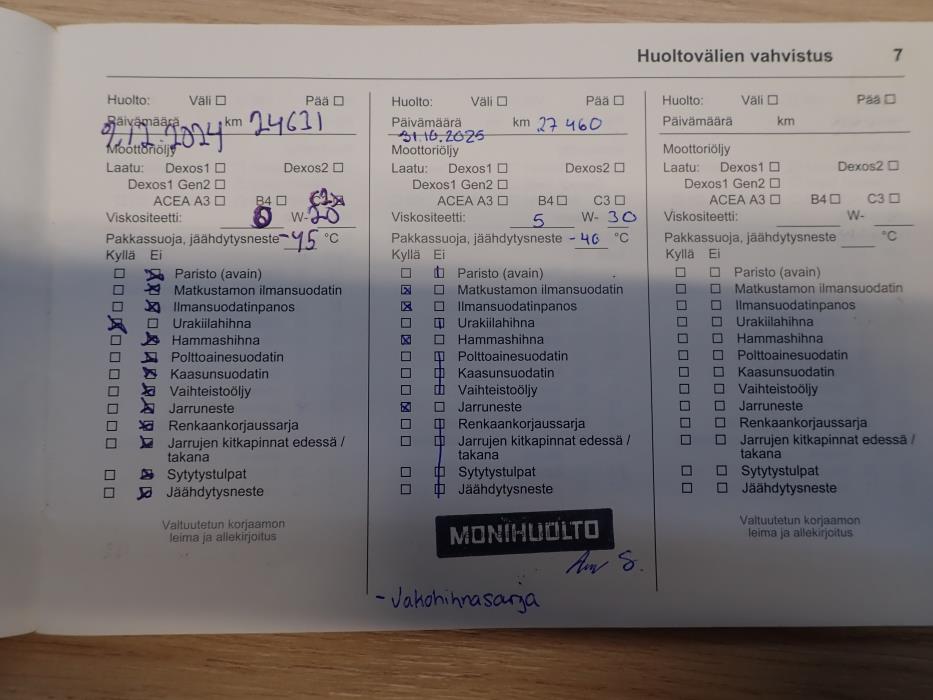 Huoltovälien vahvistus 7
Huolto: Väli ☐ Pää ☐
Päivämäärä km 24631
2.12.2024
Moottoriöljy
Laatu: Dexos1 ☐ Dexos2 ☐
Dexos1 Gen2 ☐
ACEA A3 ☐ B4 ☐ ☒
Viskositeetti: 0 W-20
Pakkassuoja, jäähdytysneste -45 °C
Kyllä Ei
☐ ☒ Paristo (avain)
☐ ☒ Matkustamon ilmansuodatin
☐ ☒ Ilmansuodatinpanos
☒ ☐ Urakiilahihna
☐ ☒ Hammashihna
☐ ☒ Polttoainesuodatin
☐ ☒ Kaasunsuodatin
☐ ☒ Vaihteistoöljy
☐ ☒ Jarruneste
☐ ☒ Renkaankorjaussarja
☐ ☒ Jarrujen kitkapinnat edessä /
takana
☐ ☒ Sytytystulpat
☐ ☒ Jäähdytysneste
Valtuutetun korjaamon
leima ja allekirjoitus
Huolto: Väli ☐ Pää ☐
Päivämäärä km 27 460
31.10.2025
Moottoriöljy
Laatu: Dexos1 ☐ Dexos2 ☐
Dexos1 Gen2 ☐
ACEA A3 ☐ B4 ☐ C3 ☐
Viskositeetti: 5 W- 30
Pakkassuoja, jäähdytysneste -40 °C
Kyllä Ei
☐ ☐ Paristo (avain)
☒ ☐ Matkustamon ilmansuodatin
☒ ☐ Ilmansuodatinpanos
☐ ☐ Urakiilahihna
☒ ☐ Hammashihna
☐ ☐ Polttoainesuodatin
☐ ☐ Kaasunsuodatin
☐ ☐ Vaihteistoöljy
☒ ☐ Jarruneste
☐ ☐ Renkaankorjaussarja
☐ ☐ Jarrujen kitkapinnat edessä /
takana
☐ ☐ Sytytystulpat
☐ ☐ Jäähdytysneste
MONIHUOLTO
- Jakohihnasarja
Huolto: Väli ☐ Pää ☐
Päivämäärä km
Moottoriöljy
Laatu: Dexos1 ☐ Dexos2 ☐
Dexos1 Gen2 ☐
ACEA A3 ☐ B4 ☐ C3 ☐
Viskositeetti: W-
Pakkassuoja, jäähdytysneste °C
Kyllä Ei
☐ ☐ Paristo (avain)
☐ ☐ Matkustamon ilmansuodatin
☐ ☐ Ilmansuodatinpanos
☐ ☐ Urakiilahihna
☐ ☐ Hammashihna
☐ ☐ Polttoainesuodatin
☐ ☐ Kaasunsuodatin
☐ ☐ Vaihteistoöljy
☐ ☐ Jarruneste
☐ ☐ Renkaankorjaussarja
☐ ☐ Jarrujen kitkapinnat edessä /
takana
☐ ☐ Sytytystulpat
☐ ☐ Jäähdytysneste
Valtuutetun korjaamon
leima ja allekirjoitus